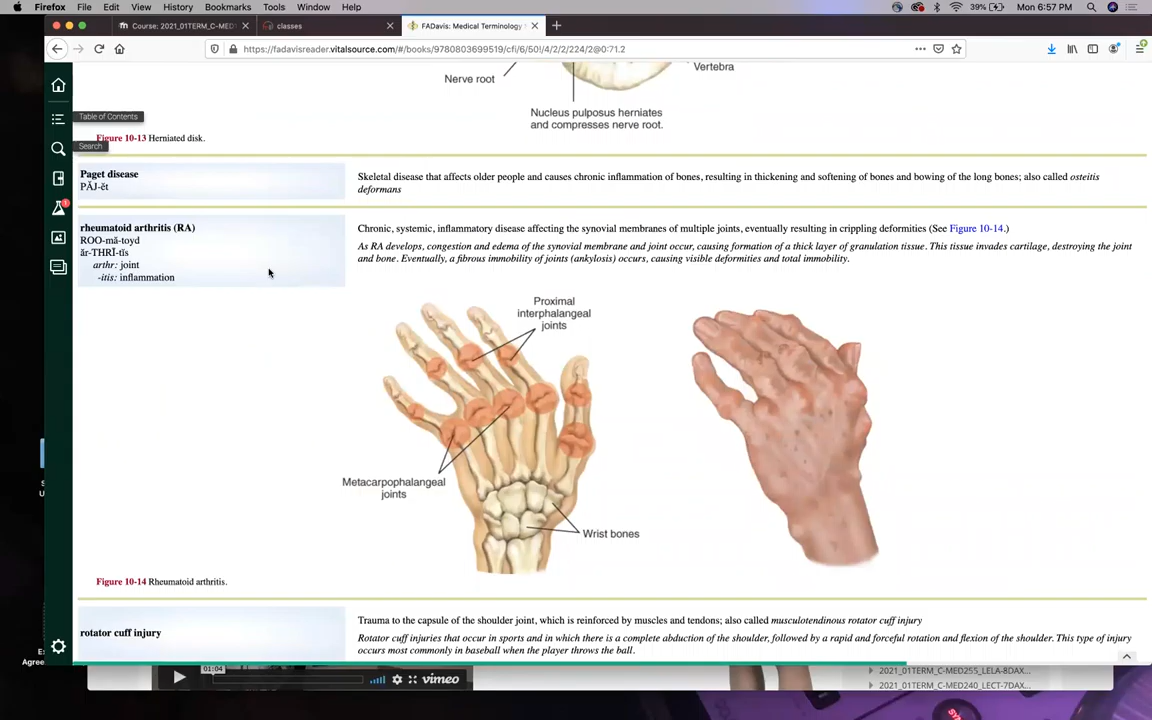 Firefox File Edit View History Bookmarks Tools Window Help 39% Mon 6:57 PM
Course: 2021_01TERM_C-MED classes FADavis: Medical Terminology
https://fadavisreader.vitalsource.com/#/books/9780803699519/cfi/6/60!/4/2/2/224/2@0:71.2
Nerve root
Vertebra
Nucleus pulposus herniates
and compresses nerve root.
Table of Contents
Figure 10-13 Herniated disk.
Search
Paget disease
PĂJ-ĕt
Skeletal disease that affects older people and causes chronic inflammation of bones, resulting in thickening and softening of bones and bowing of the long bones; also called osteitis
deformans
rheumatoid arthritis (RA)
ROO-mă-toyd
ăr-THRĪ-tĭs
arthr: joint
-itis: inflammation
Chronic, systemic, inflammatory disease affecting the synovial membranes of multiple joints, eventually resulting in crippling deformities (See Figure 10-14.)
As RA develops, congestion and edema of the synovial membrane and joint occur, causing formation of a thick layer of granulation tissue. This tissue invades cartilage, destroying the joint
and bone. Eventually, a fibrous immobility of joints (ankylosis) occurs, causing visible deformities and total immobility.
Proximal
interphalangeal
joints
Metacarpophalangeal
joints
Wrist bones
Figure 10-14 Rheumatoid arthritis.
rotator cuff injury
Trauma to the capsule of the shoulder joint, which is reinforced by muscles and tendons; also called musculotendinous rotator cuff injury
Rotator cuff injuries that occur in sports and in which there is a complete abduction of the shoulder, followed by a rapid and forceful rotation and flexion of the shoulder. This type of injury
occurs most commonly in baseball when the player throws the ball.
01:04
vimeo
2021_01TERM_C-MED255_LELA-8DAX...
2021_01TERM_C-MED240_LECT-7DAX...